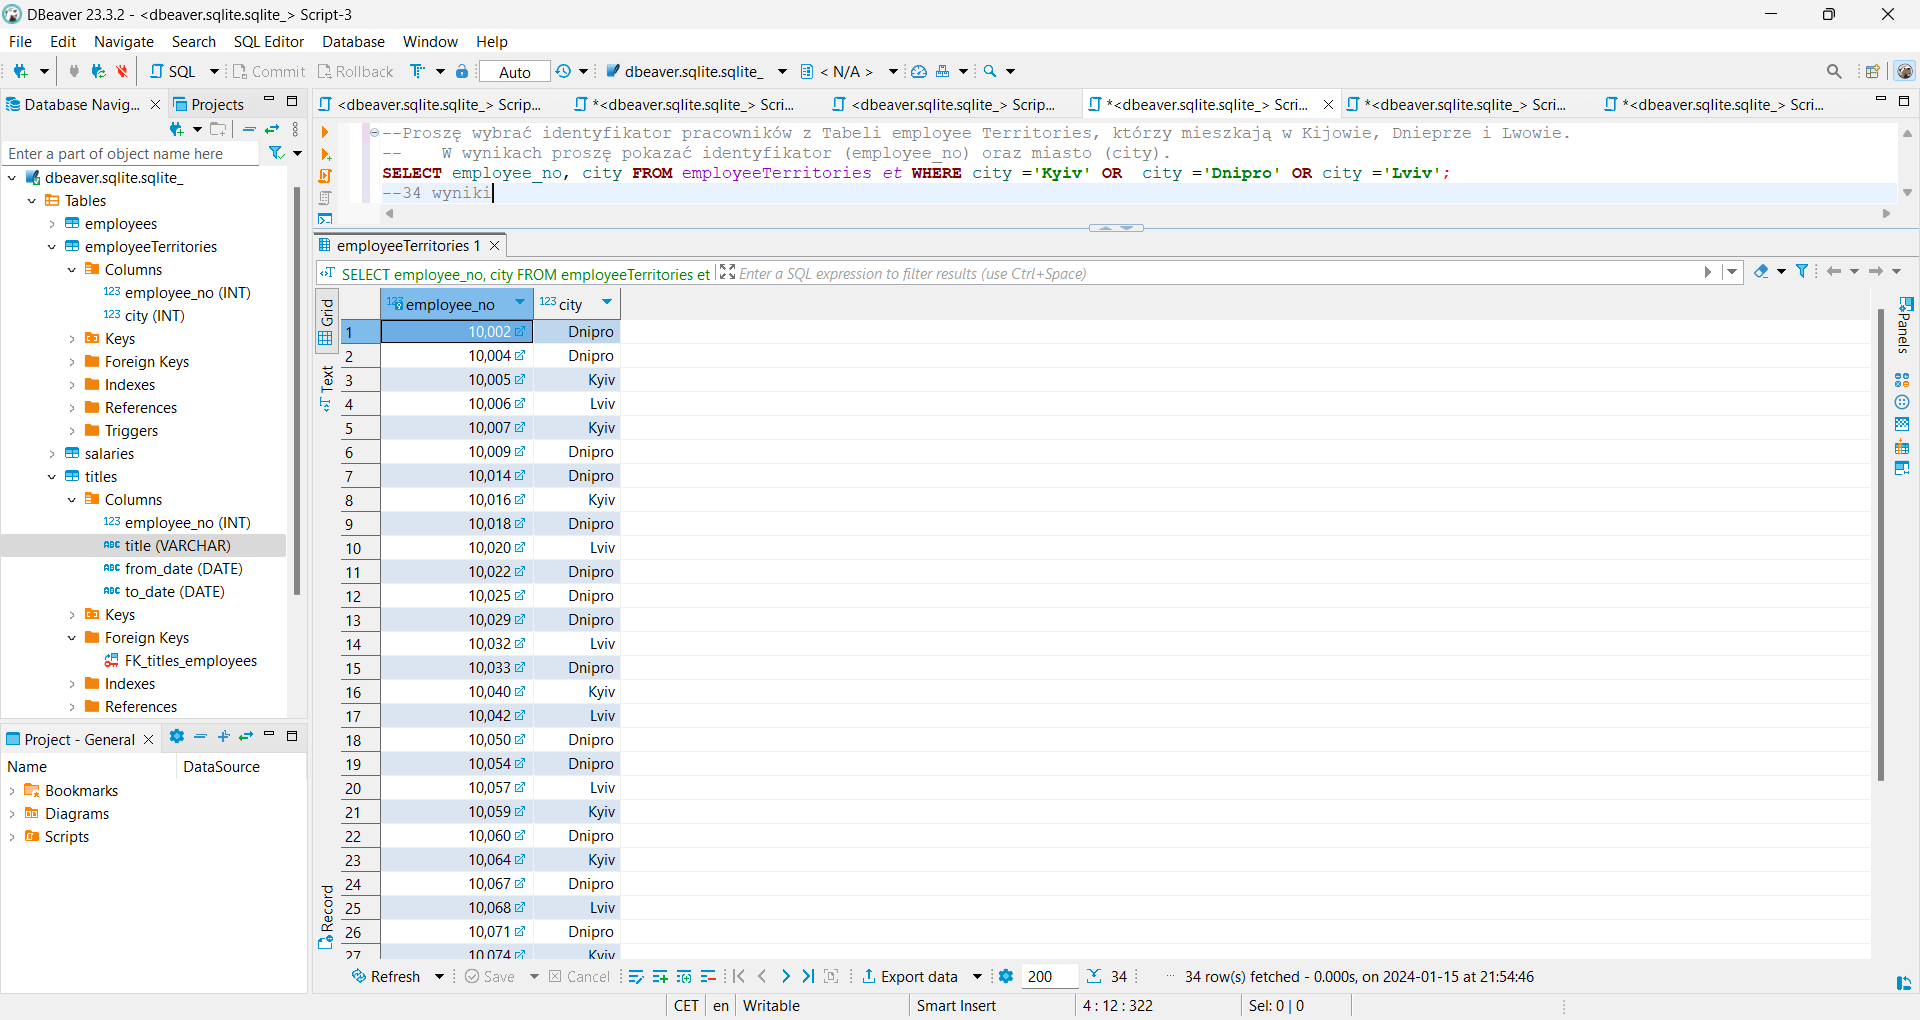 DBeaver 23.3.2 - <dbeaver.sqlite.sqlite_> Script-3
File Edit Navigate Search SQL Editor Database Window Help
SQL Commit Rollback Auto dbeaver.sqlite.sqlite_ < N/A >
Database Navig... Projects
Enter a part of object name here
dbeaver.sqlite.sqlite_
Tables
employees
employeeTerritories
Columns
123 employee_no (INT)
123 city (INT)
Keys
Foreign Keys
Indexes
References
Triggers
salaries
titles
Columns
123 employee_no (INT)
ABC title (VARCHAR)
ABC from_date (DATE)
ABC to_date (DATE)
Keys
Foreign Keys
FK_titles_employees
Indexes
References
Project - General
Name DataSource
Bookmarks
Diagrams
Scripts
<dbeaver.sqlite.sqlite_> Scrip... *<dbeaver.sqlite.sqlite_> Scri... <dbeaver.sqlite.sqlite_> Scrip... *<dbeaver.sqlite.sqlite_> Scri... *<dbeaver.sqlite.sqlite_> Scri... *<dbeaver.sqlite.sqlite_> Scri...
--Proszę wybrać identyfikator pracowników z Tabeli employee Territories, którzy mieszkają w Kijowie, Dnieprze i Lwowie.
-- W wynikach proszę pokazać identyfikator (employee_no) oraz miasto (city).
SELECT employee_no, city FROM employeeTerritories et WHERE city ='Kyiv' OR city ='Dnipro' OR city ='Lviv';
--34 wyniki
employeeTerritories 1
SELECT employee_no, city FROM employeeTerritories et Enter a SQL expression to filter results (use Ctrl+Space)
Grid
Text
Record
Panels
123 employee_no 123 city
1 10,002 Dnipro
2 10,004 Dnipro
3 10,005 Kyiv
4 10,006 Lviv
5 10,007 Kyiv
6 10,009 Dnipro
7 10,014 Dnipro
8 10,016 Kyiv
9 10,018 Dnipro
10 10,020 Lviv
11 10,022 Dnipro
12 10,025 Dnipro
13 10,029 Dnipro
14 10,032 Lviv
15 10,033 Dnipro
16 10,040 Kyiv
17 10,042 Lviv
18 10,050 Dnipro
19 10,054 Dnipro
20 10,057 Lviv
21 10,059 Kyiv
22 10,060 Dnipro
23 10,064 Kyiv
24 10,067 Dnipro
25 10,068 Lviv
26 10,071 Dnipro
27 10,074 Kyiv
Refresh Save Cancel Export data 200 34 ... 34 row(s) fetched - 0.000s, on 2024-01-15 at 21:54:46
CET en Writable Smart Insert 4 : 12 : 322 Sel: 0 | 0